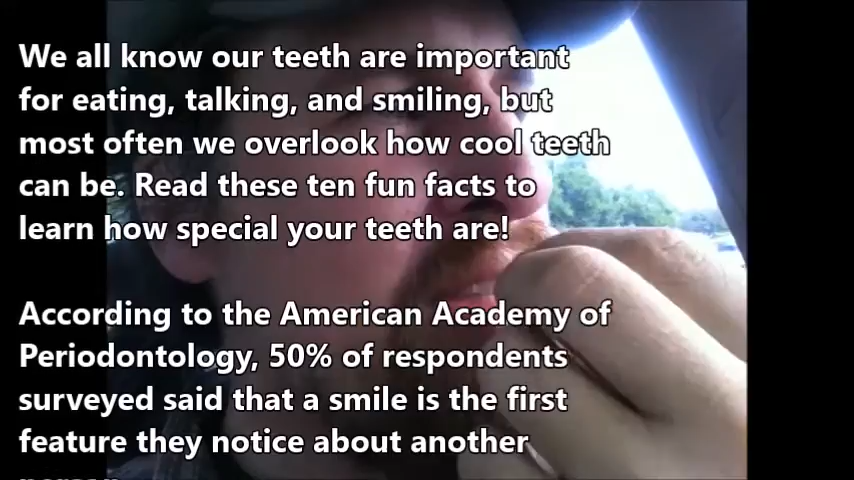 We all know our teeth are important
for eating, talking, and smiling, but
most often we overlook how cool teeth
can be. Read these ten fun facts to
learn how special your teeth are!
According to the American Academy of
Periodontology, 50% of respondents
surveyed said that a smile is the first
feature they notice about another